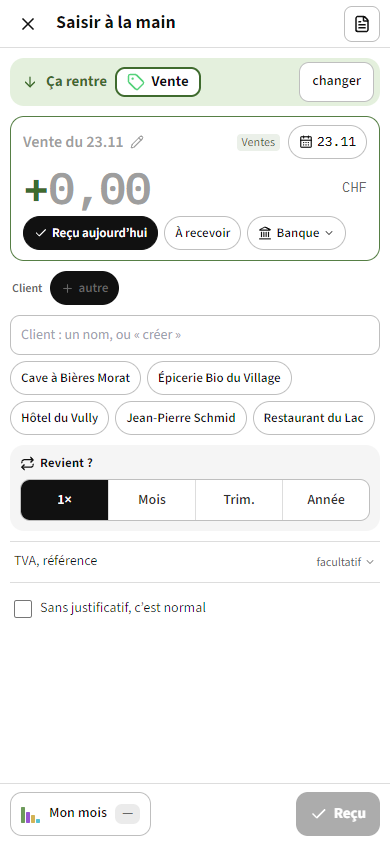 Saisir à la main
Ça rentre Vente changer
Vente du 23.11 Ventes 23.11
+0,00 CHF
Reçu aujourd'hui À recevoir Banque
Client + autre
Client : un nom, ou « créer »
Cave à Bières Morat Épicerie Bio du Village
Hôtel du Vully Jean-Pierre Schmid Restaurant du Lac
Revient ?
1× Mois Trim. Année
TVA, référence facultatif
Sans justificatif, c'est normal
Mon mois — Reçu